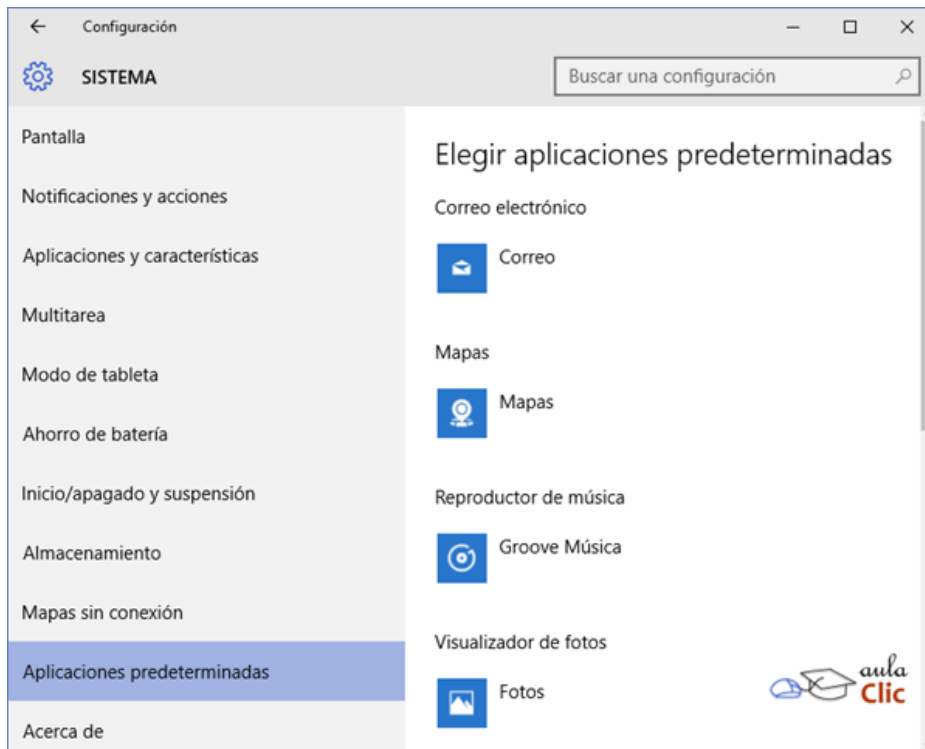 Configuración
SISTEMA
Buscar una configuración
Pantalla
Notificaciones y acciones
Aplicaciones y características
Multitarea
Modo de tableta
Ahorro de batería
Inicio/apagado y suspensión
Almacenamiento
Mapas sin conexión
Aplicaciones predeterminadas
Acerca de
Elegir aplicaciones predeterminadas
Correo electrónico
Correo
Mapas
Mapas
Reproductor de música
Groove Música
Visualizador de fotos
Fotos
aula
Clic